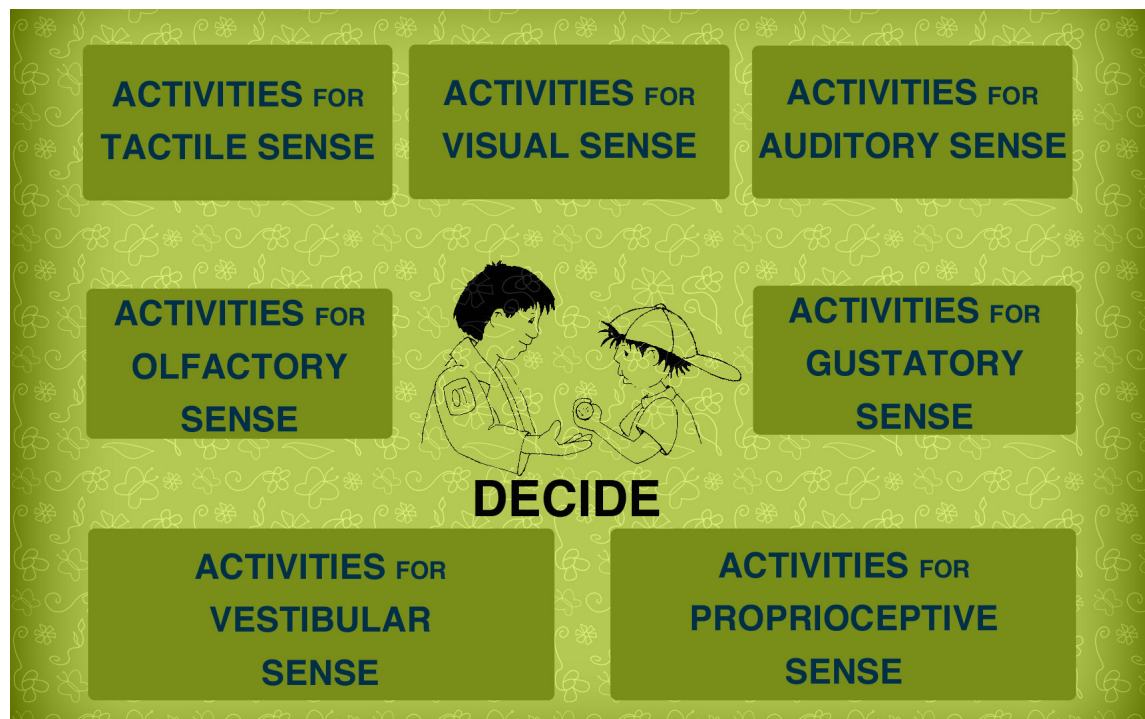 ACTIVITIES FOR
TACTILE SENSE
ACTIVITIES FOR
VISUAL SENSE
ACTIVITIES FOR
AUDITORY SENSE
ACTIVITIES FOR
OLFACTORY
SENSE
OT
ACTIVITIES FOR
GUSTATORY
SENSE
DECIDE
ACTIVITIES FOR
VESTIBULAR
SENSE
ACTIVITIES FOR
PROPRIOCEPTIVE
SENSE